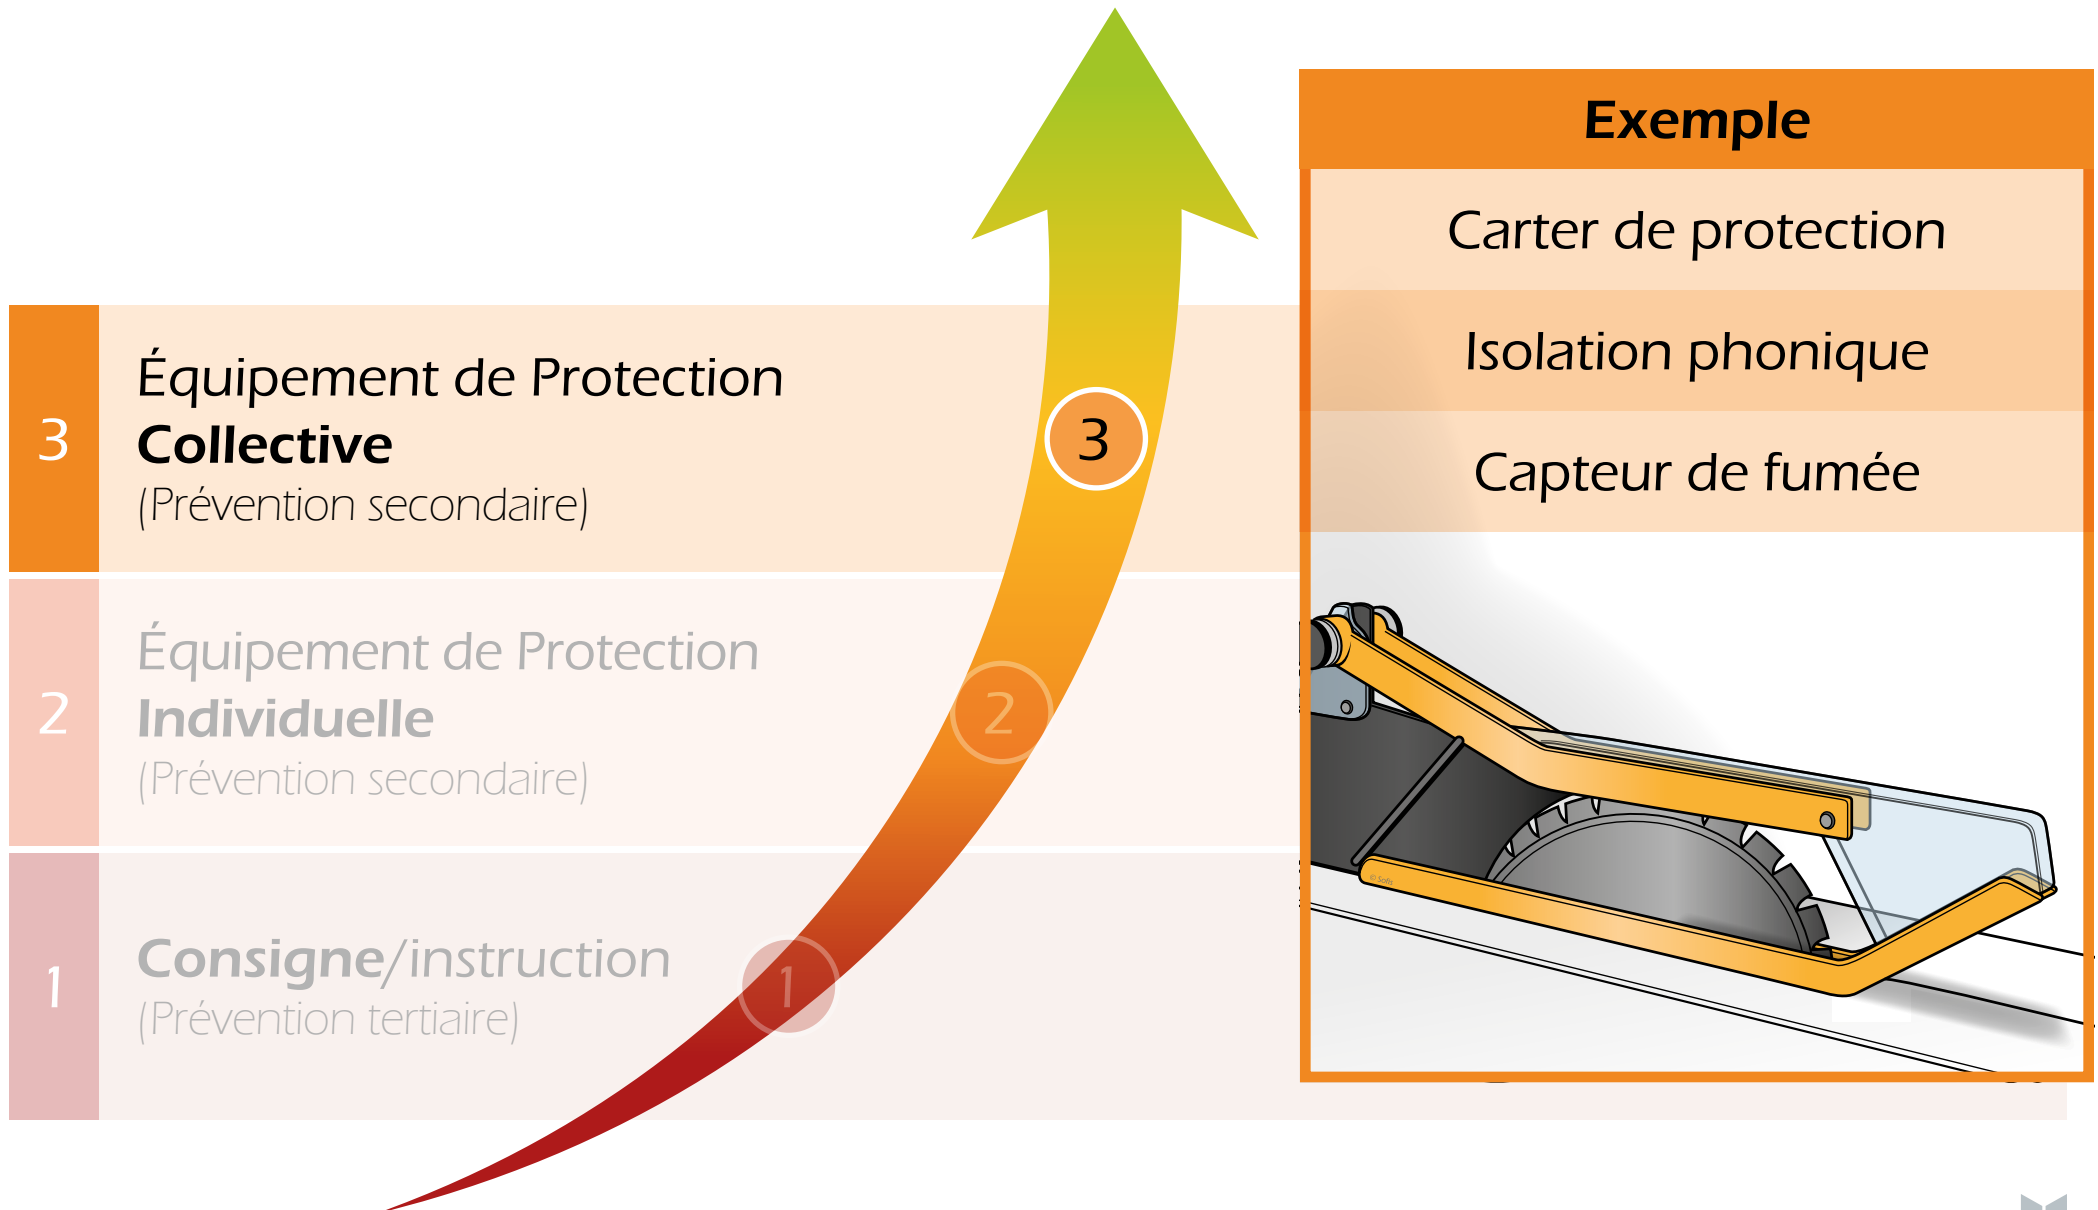 Exemple
Carter de protection
Isolation phonique
Capteur de fumée
3
Équipement de Protection
Collective
(Prévention secondaire)
3
2
Équipement de Protection
Individuelle
(Prévention secondaire)
2
1
Consigne/instruction
(Prévention tertiaire)
1
© Sofis